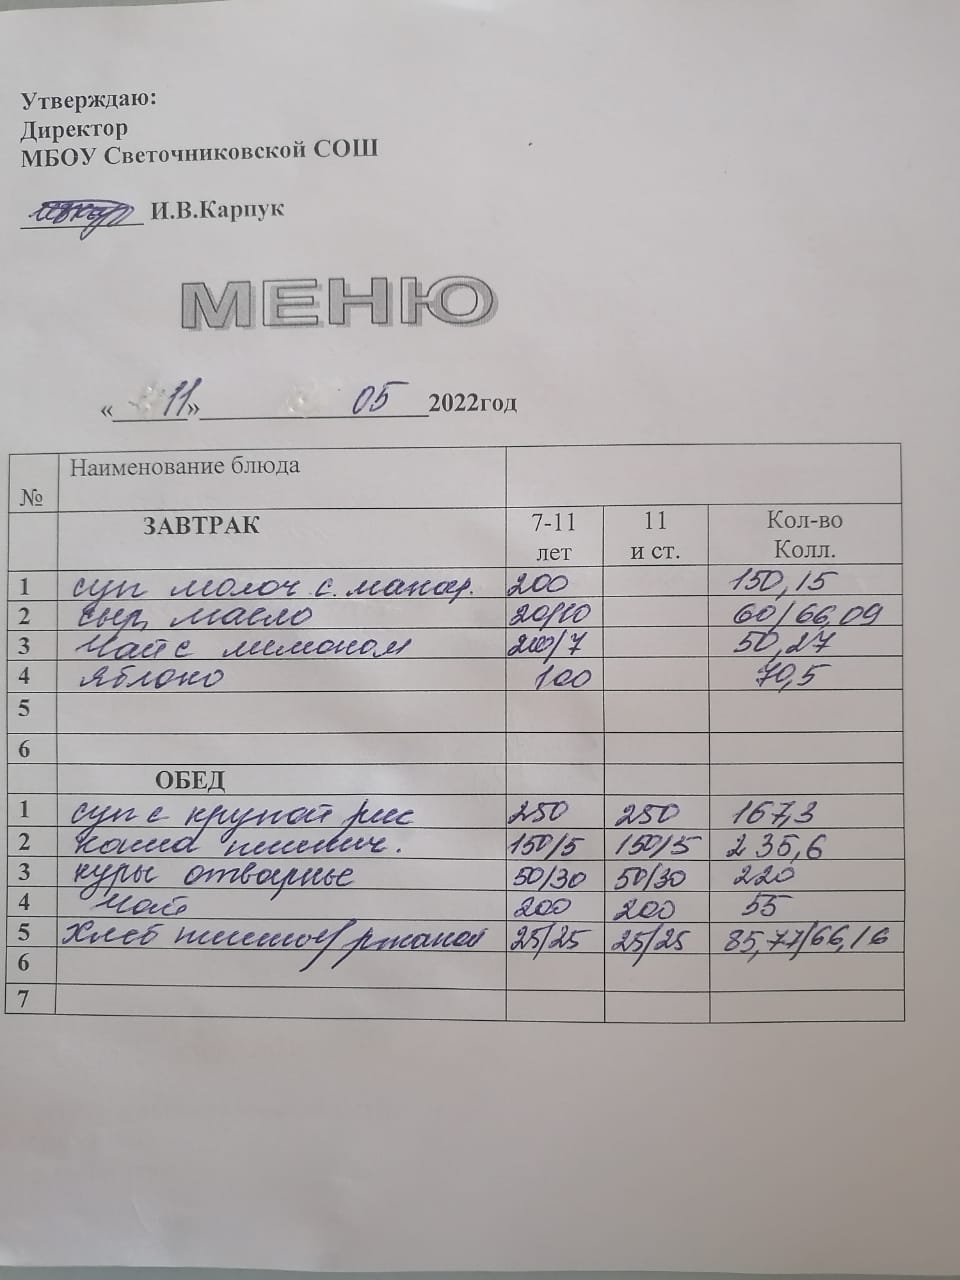 Утверждаю:
Директор
МБОУ Светочниковской СОШ
И.В.Карпук
МЕНЮ
«11» 05 2022год
№ Наименование блюда
ЗАВТРАК 7-11 лет 11 и ст. Кол-во Колл.
1 суп молоч с. макар. 200 150,15
2 сыр, масло 20/10 60/66,09
3 Чай с лимоном 200/7 50,27
4 Яблоко 100 70,5
5
6
ОБЕД
1 суп с крупой рис 250 250 167,3
2 каша пшенич. 150/5 150/5 235,6
3 куры отварные 50/30 50/30 220
4 чай 200 200 55
5 Хлеб ржаной 25/25 25/25 85,77/66,16
6
7